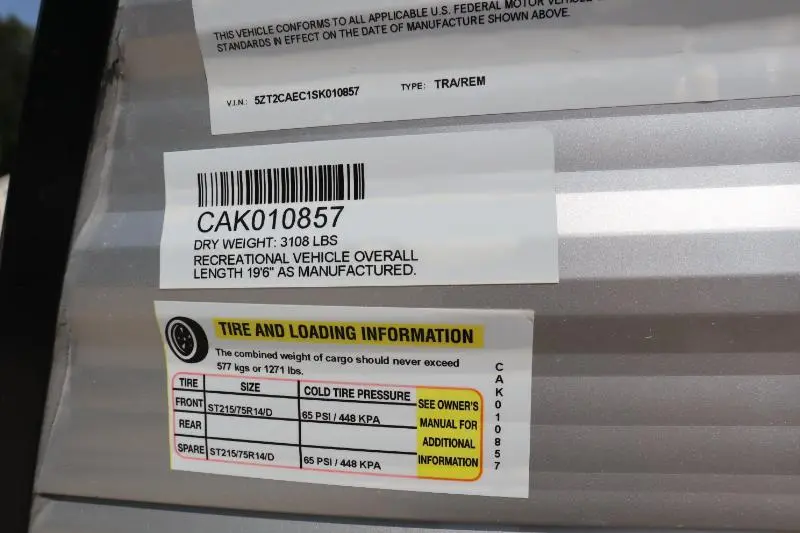 THIS VEHICLE CONFORMS TO ALL APPLICABLE U.S. FEDERAL MOTOR VEHICLE
STANDARDS IN EFFECT ON THE DATE OF MANUFACTURE SHOWN ABOVE.
V.I.N.: 5ZT2CAEC1SK010857 TYPE: TRA/REM
CAK010857
DRY WEIGHT: 3108 LBS
RECREATIONAL VEHICLE OVERALL
LENGTH 19'6" AS MANUFACTURED.
TIRE AND LOADING INFORMATION
The combined weight of cargo should never exceed
577 kgs or 1271 lbs.
TIRE SIZE COLD TIRE PRESSURE
FRONT ST215/75R14/D 65 PSI / 448 KPA
REAR
SPARE ST215/75R14/D 65 PSI / 448 KPA
SEE OWNER'S
MANUAL FOR
ADDITIONAL
INFORMATION
CAK010857